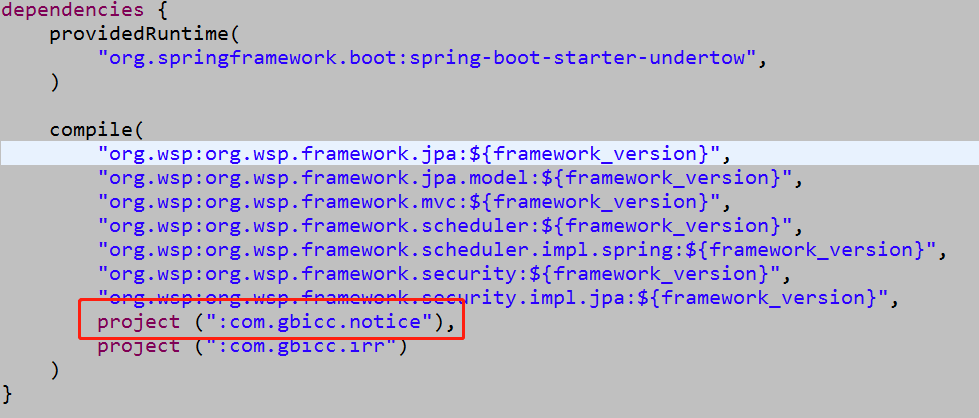 dependencies {
providedRuntime(
"org.springframework.boot:spring-boot-starter-undertow",
)
compile(
"org.wsp:org.wsp.framework.jpa:${framework_version}",
"org.wsp:org.wsp.framework.jpa.model:${framework_version}",
"org.wsp:org.wsp.framework.mvc:${framework_version}",
"org.wsp:org.wsp.framework.scheduler:${framework_version}",
"org.wsp:org.wsp.framework.scheduler.impl.spring:${framework_version}",
"org.wsp:org.wsp.framework.security:${framework_version}",
"org.wsp:org.wsp.framework.security.impl.jpa:${framework_version}",
project (":com.gbicc.notice"),
project (":com.gbicc.irr")
)
}